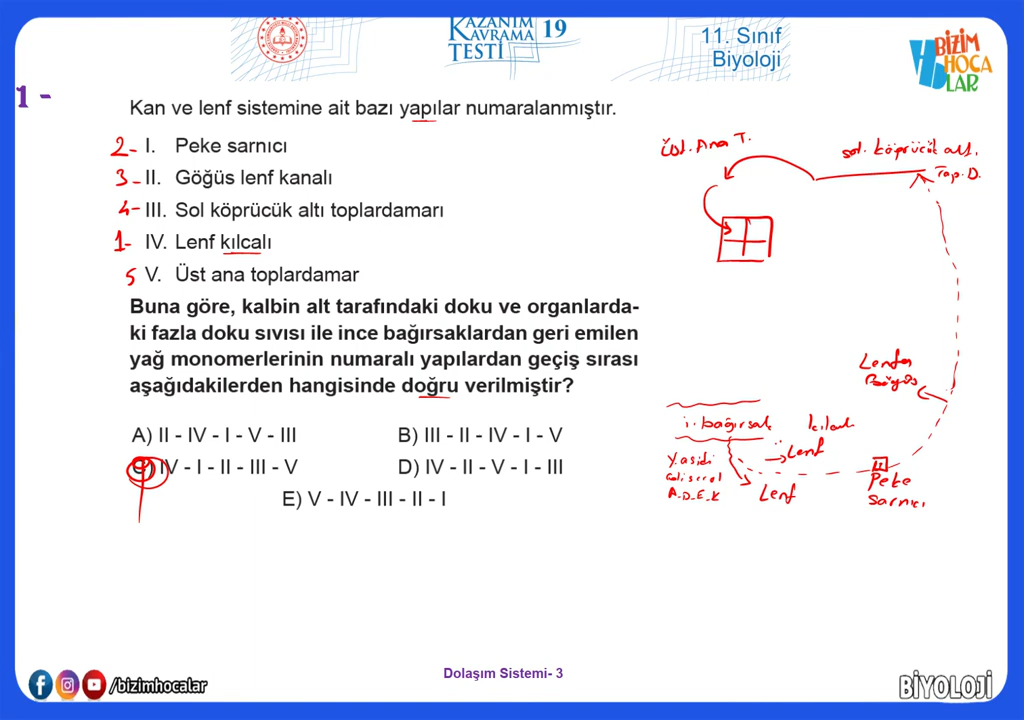 KAZANIM
KAVRAMA
TESTİ
19
11. Sınıf
Biyoloji
BİZİM
HOCA
LAR
1 -
Kan ve lenf sistemine ait bazı yapılar numaralanmıştır.
2- I. Peke sarnıcı
3- II. Göğüs lenf kanalı
4- III. Sol köprücük altı toplardamarı
1- IV. Lenf kılcalı
5 V. Üst ana toplardamar
Buna göre, kalbin alt tarafındaki doku ve organlarda-
ki fazla doku sıvısı ile ince bağırsaklardan geri emilen
yağ monomerlerinin numaralı yapılardan geçiş sırası
aşağıdakilerden hangisinde doğru verilmiştir?
A) II - IV - I - V - III
B) III - II - IV - I - V
C) IV - I - II - III - V
D) IV - II - V - I - III
E) V - IV - III - II - I
Üst. Ana T.
sol. köprücük alt.
Top. D.
Göğüs
i. bağırsak
Lenf
Y. asidi
Gliserol
A-D-E-K
Lenf
Peke
sarnıcı
Dolaşım Sistemi- 3
/bizimhocalar
BİYOLOJİ